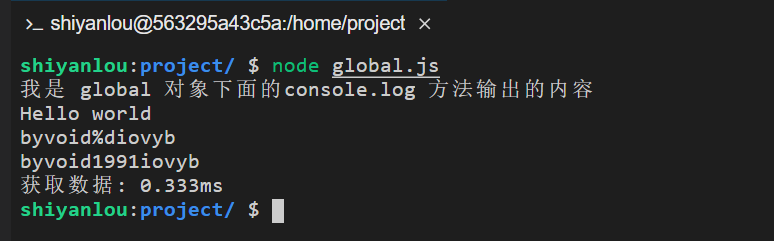 >_ shiyanlou@563295a43c5a:/home/project ×
shiyanlou:project/ $ node global.js
我是 global 对象下面的console.log 方法输出的内容
Hello world
byvoid%diovyb
byvoid1991iovyb
获取数据: 0.333ms
shiyanlou:project/ $